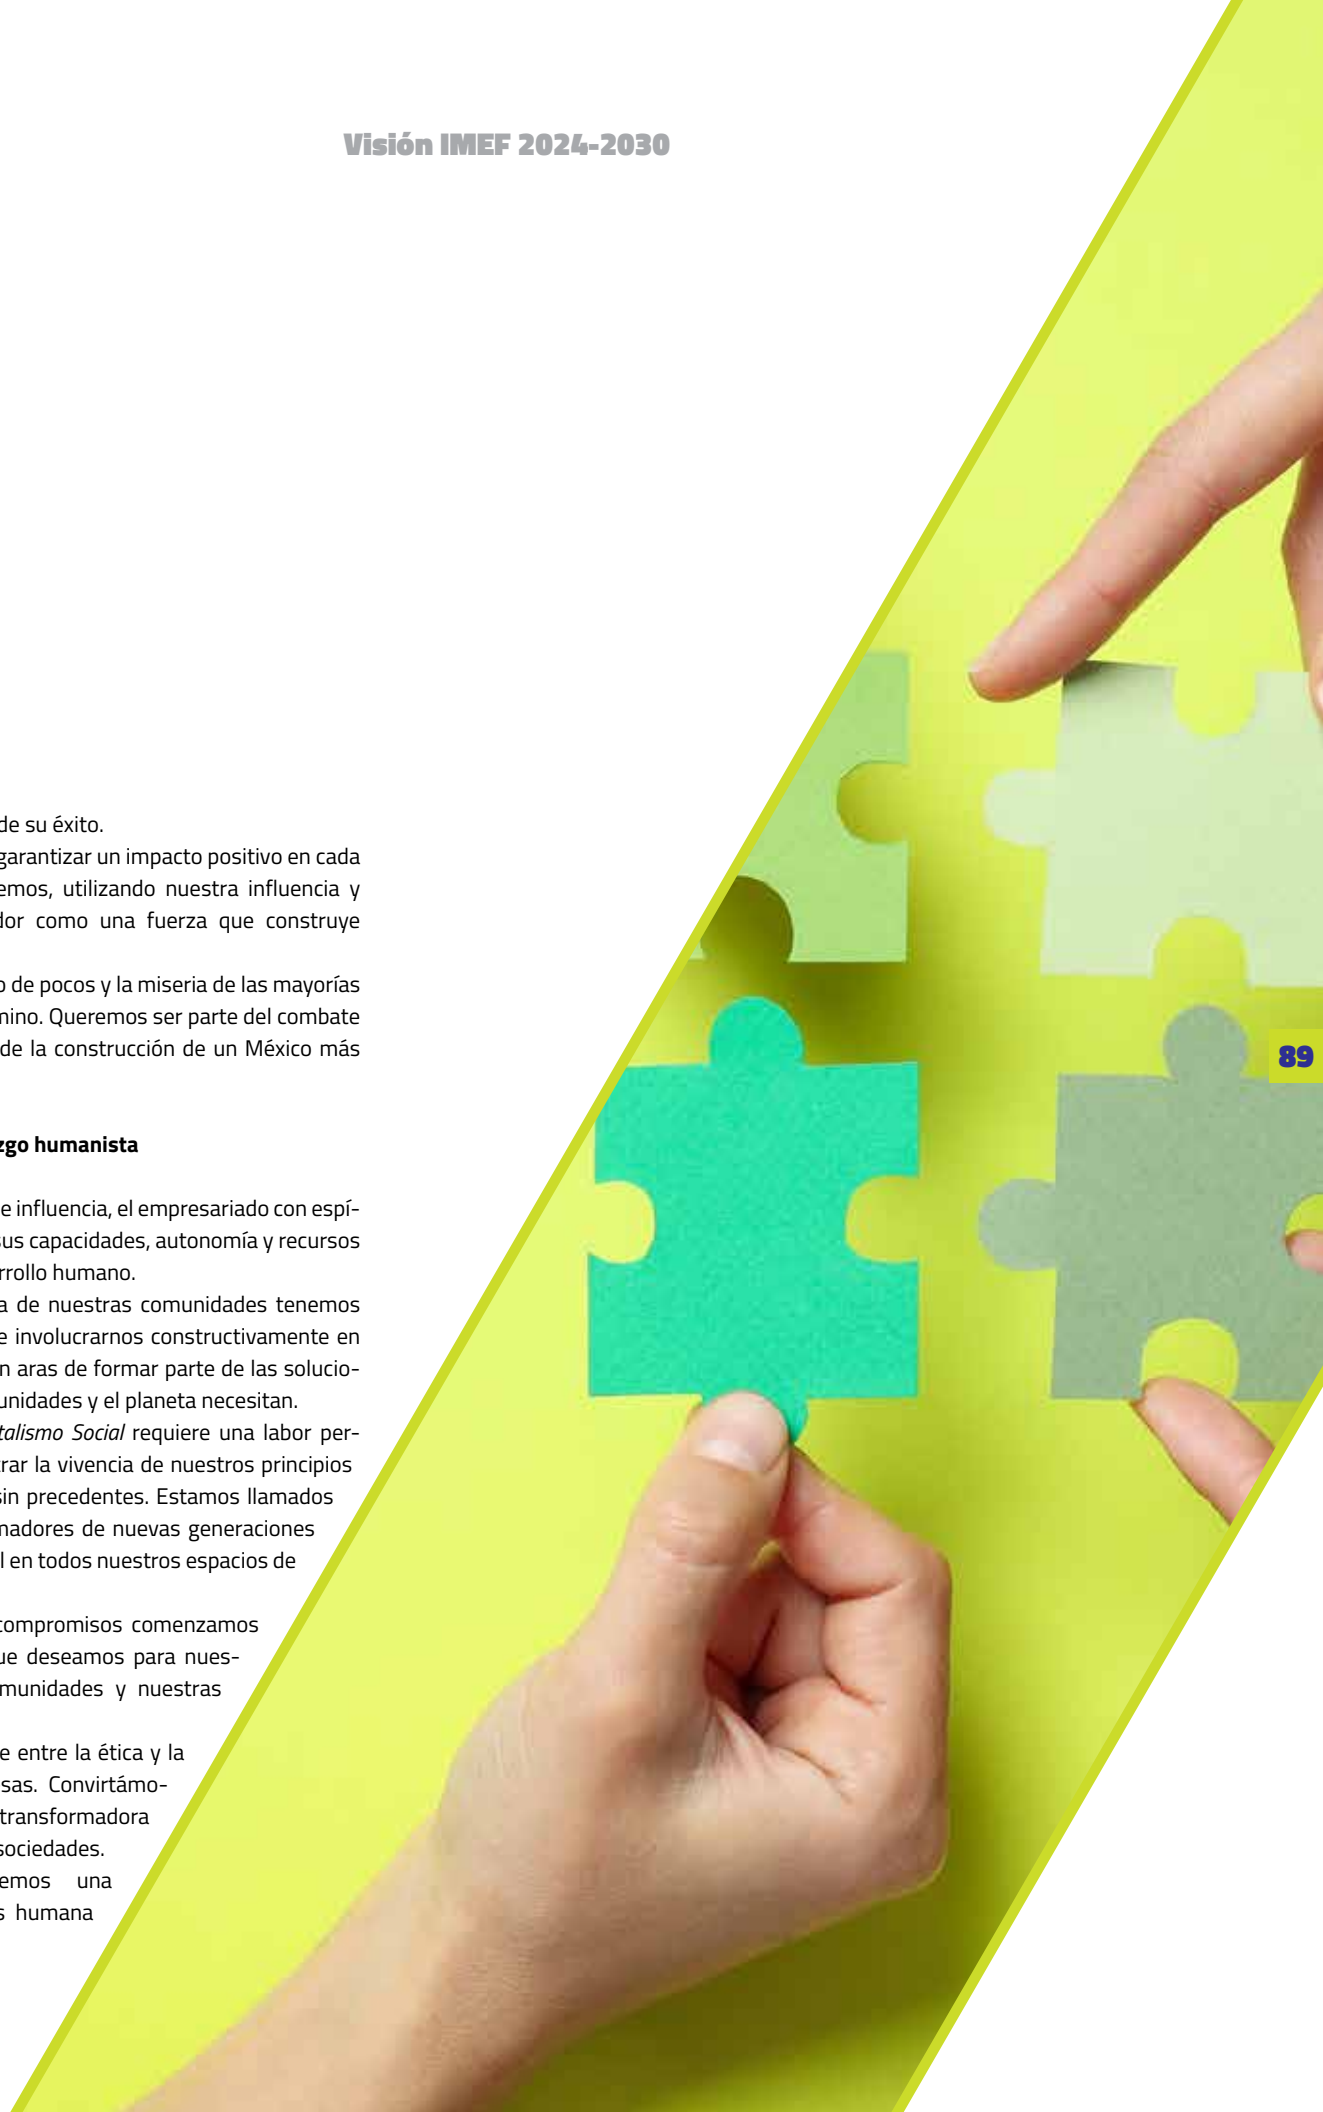 Visión IMEF 2024-2030
de su éxito.
garantizar un impacto positivo en cada
emos, utilizando nuestra influencia y
dor como una fuerza que construye
o de pocos y la miseria de las mayorías
mino. Queremos ser parte del combate
de la construcción de un México más
89
zgo humanista
e influencia, el empresariado con espí-
sus capacidades, autonomía y recursos
rrollo humano.
a de nuestras comunidades tenemos
e involucrarnos constructivamente en
n aras de formar parte de las solucio-
unidades y el planeta necesitan.
talismo Social requiere una labor per-
rar la vivencia de nuestros principios
sin precedentes. Estamos llamados
madores de nuevas generaciones
l en todos nuestros espacios de
compromisos comenzamos
ue deseamos para nues-
munidades y nuestras
e entre la ética y la
sas. Convirtámo-
transformadora
sociedades.
emos una
s humana